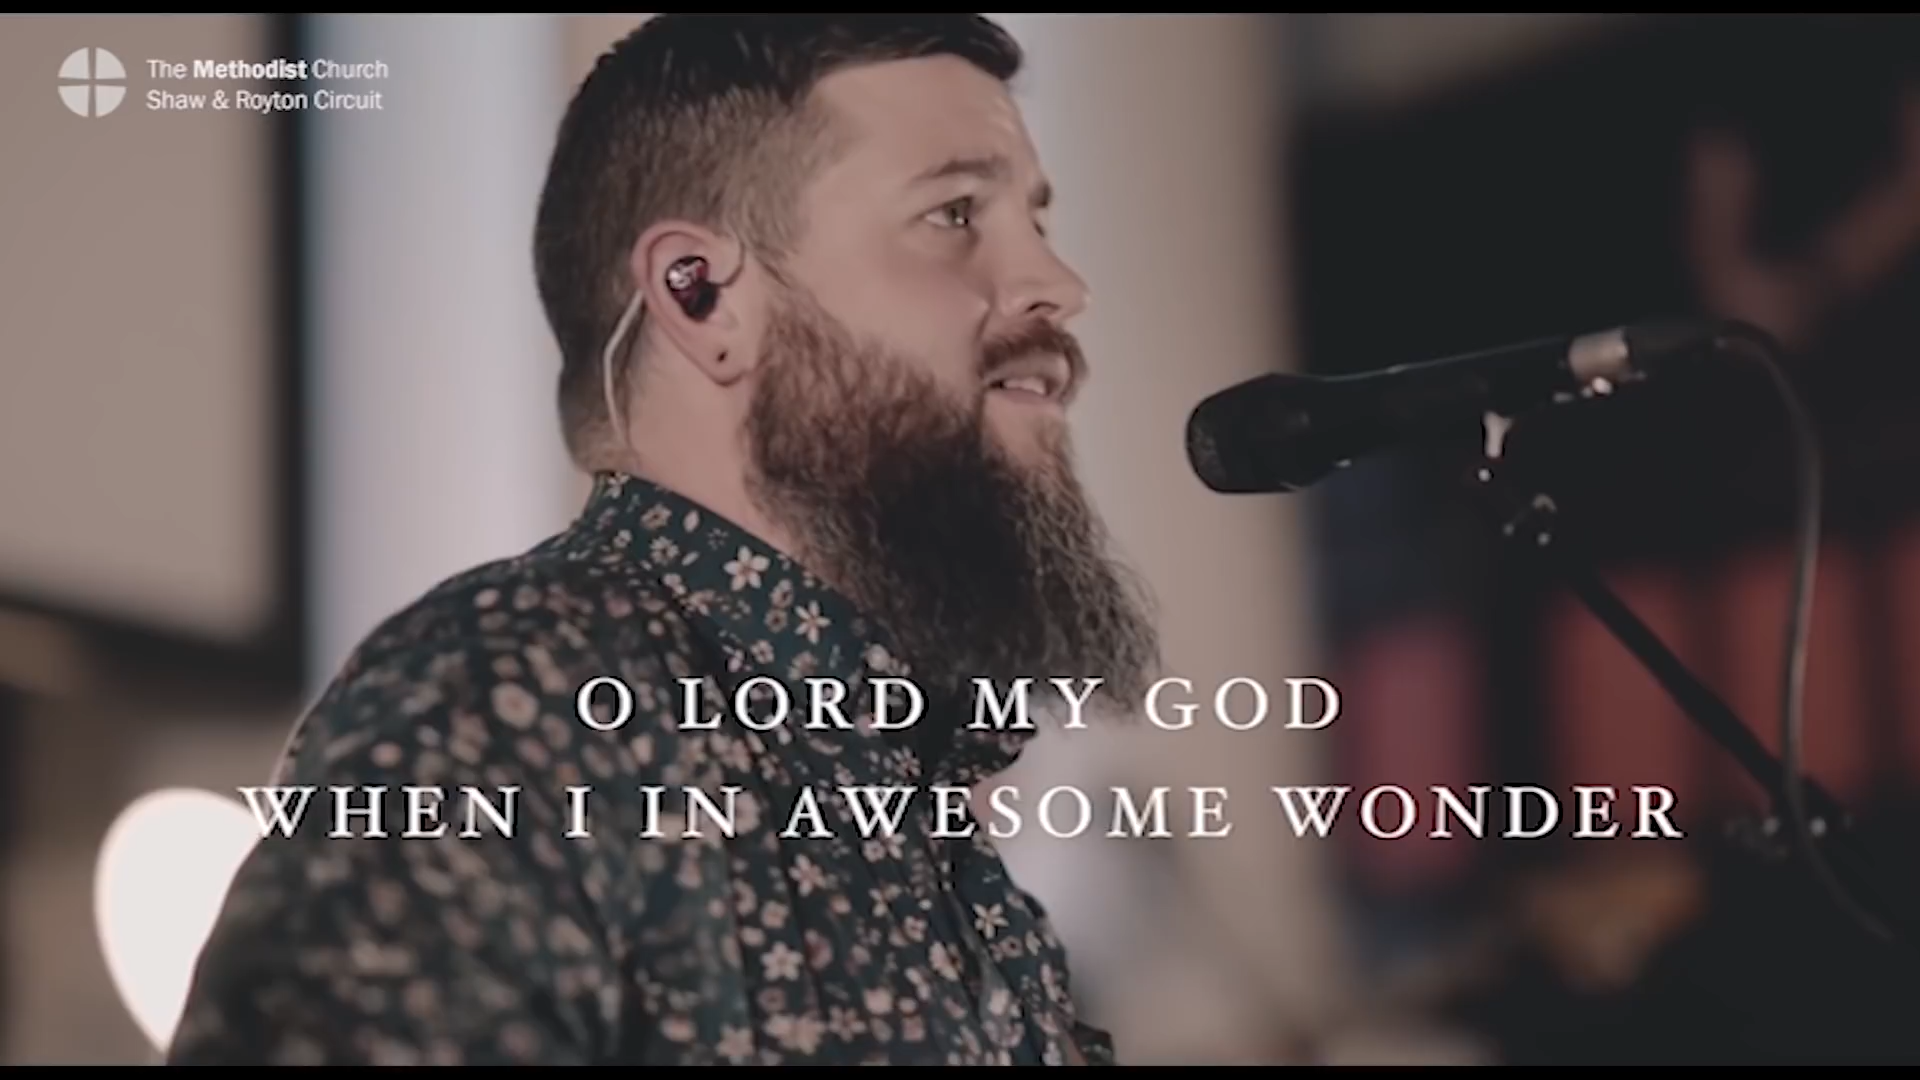 The Methodist Church
Shaw & Royton Circuit
O LORD MY GOD
WHEN I IN AWESOME WONDER